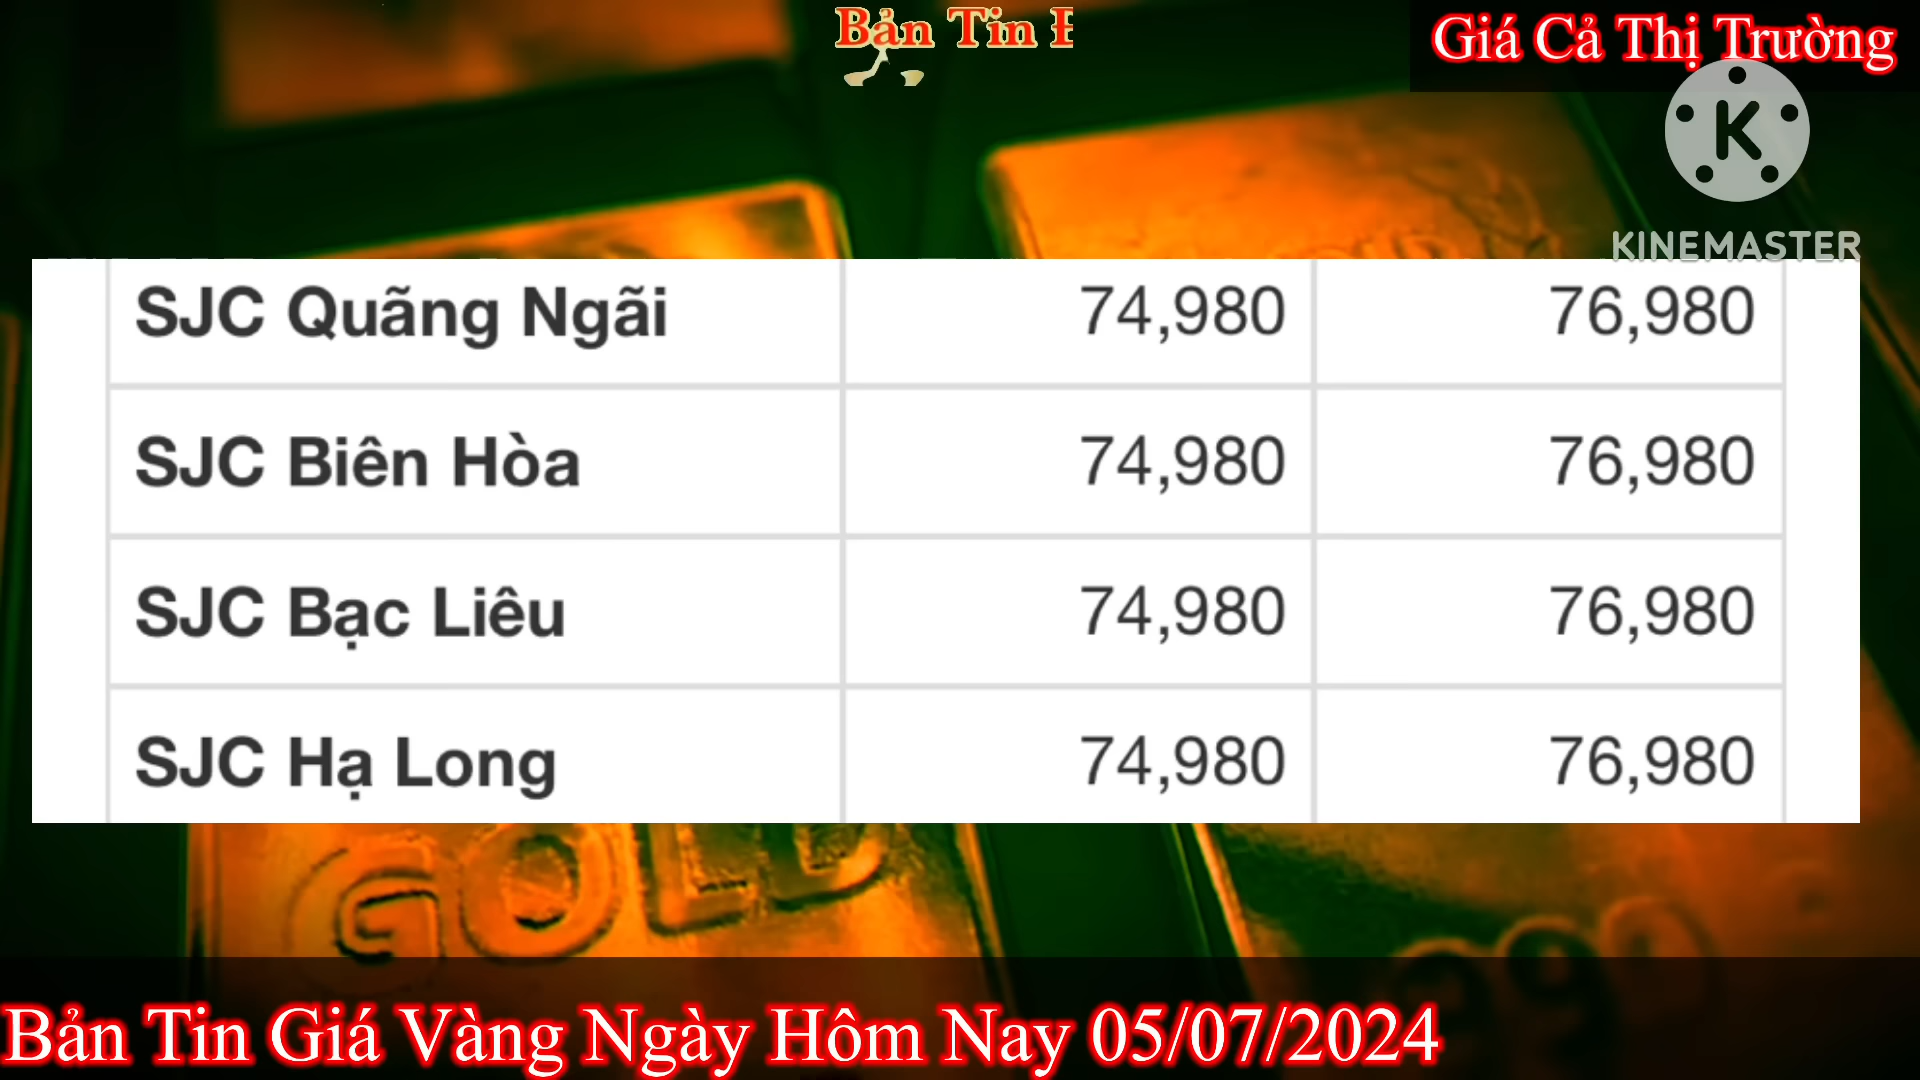 Bản Tin
Giá Cả Thị Trường
K
KINEMASTER
SJC Quãng Ngãi 74,980 76,980
SJC Biên Hòa 74,980 76,980
SJC Bạc Liêu 74,980 76,980
SJC Hạ Long 74,980 76,980
GOLD
Bản Tin Giá Vàng Ngày Hôm Nay 05/07/2024